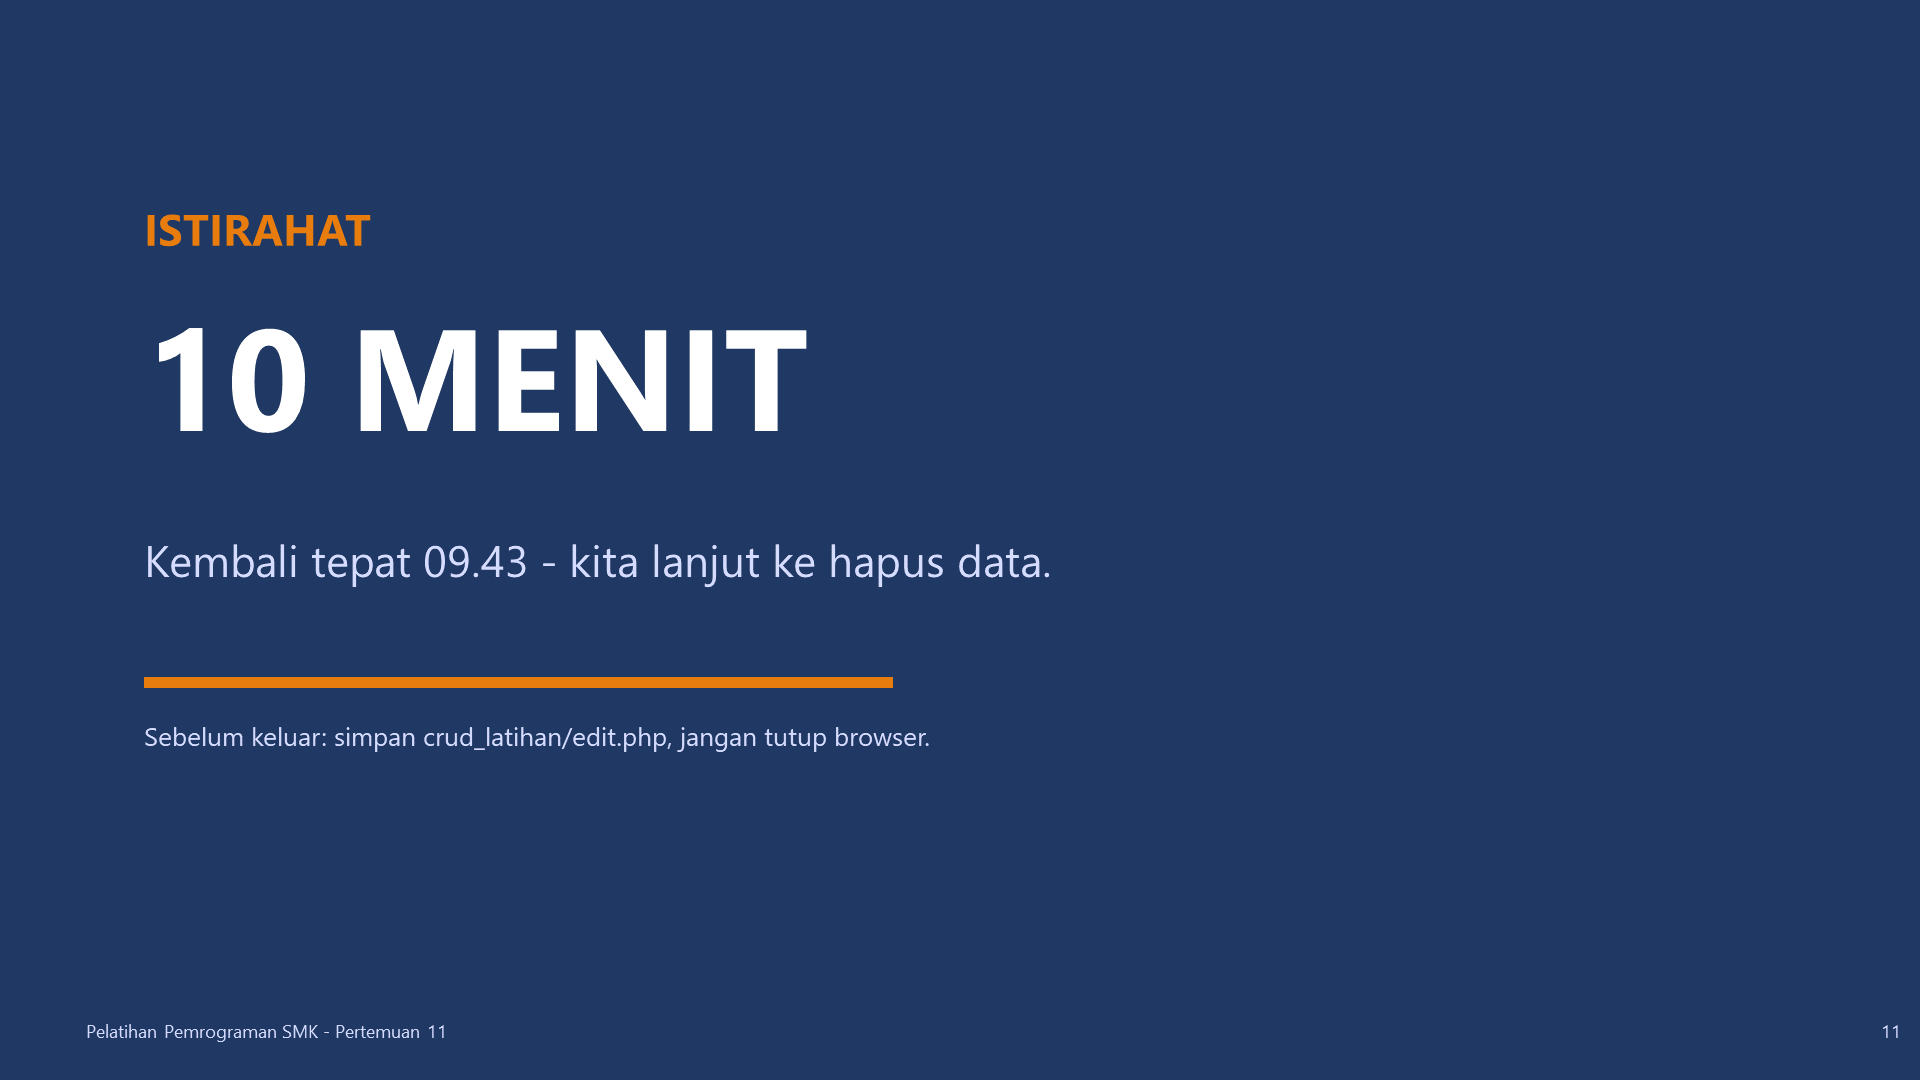 ISTIRAHAT
10 MENIT
Kembali tepat 09.43 - kita lanjut ke hapus data.
Sebelum keluar: simpan crud_latihan/edit.php, jangan tutup browser.
Pelatihan Pemrograman SMK - Pertemuan 11
11